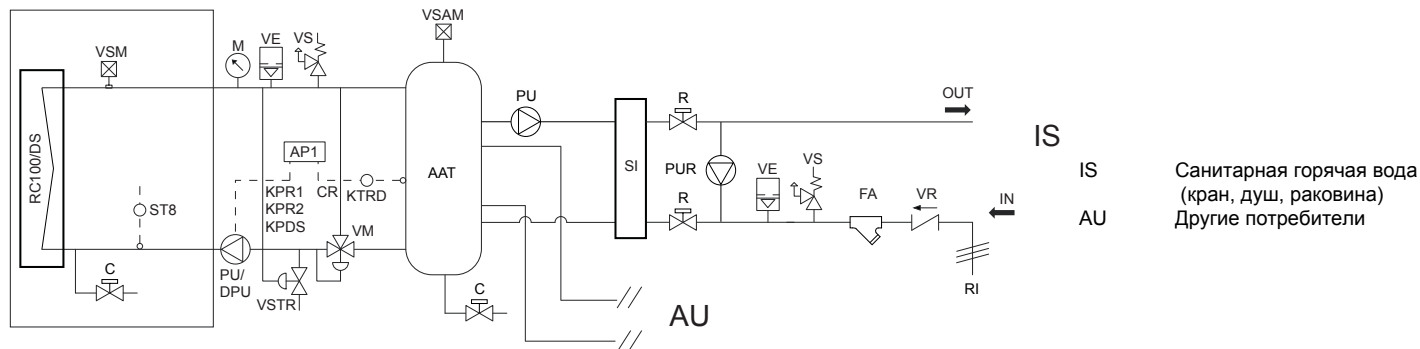 VSAM
VSM
M
VE
VS
PU
R
OUT
IS
RC100/DS
AP1
AAT
SI
PUR
VE
VS
FA
VR
IN
IS Санитарная горячая вода
(кран, душ, раковина)
AU Другие потребители
ST8
KPR1
KPR2
KPDS
CR
KTRD
VM
R
C
PU/
DPU
VSTR
C
AU
RI